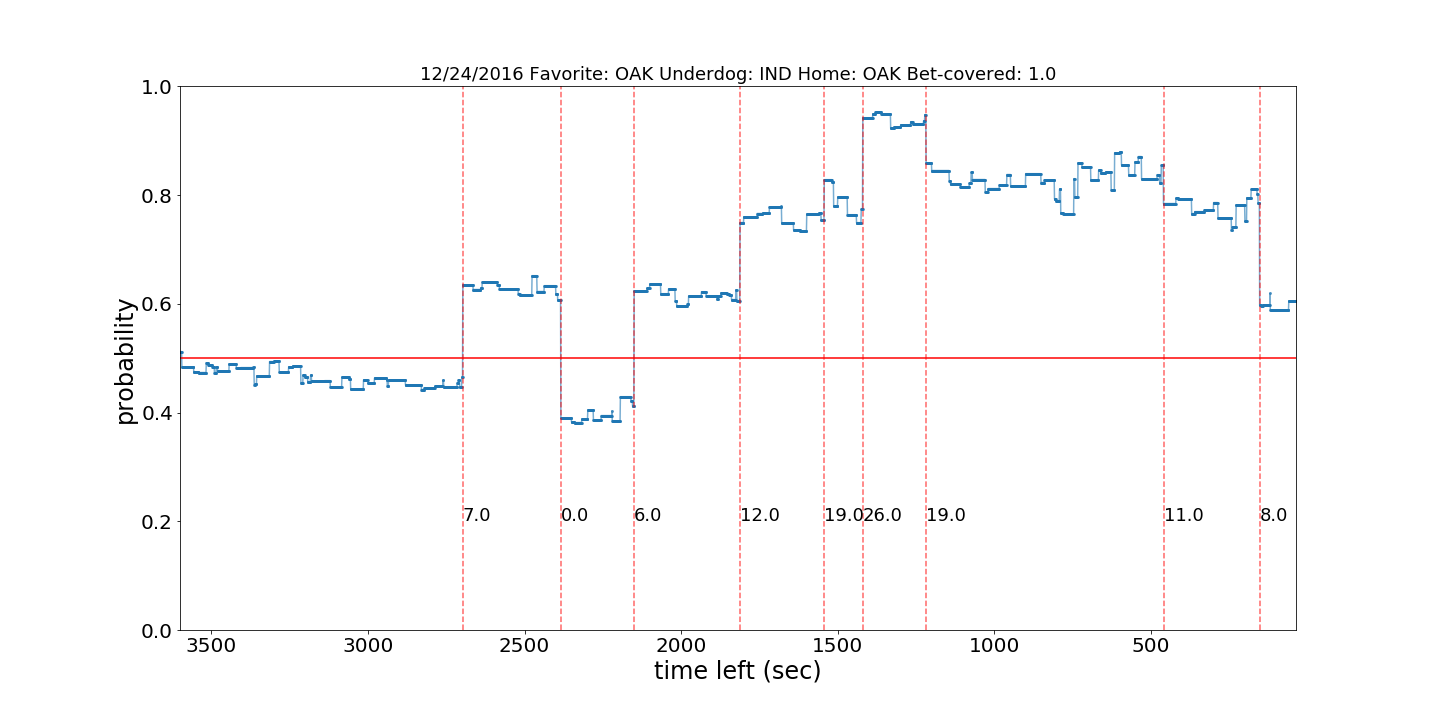 12/24/2016 Favorite: OAK Underdog: IND Home: OAK Bet-covered: 1.0
probability
1.0
0.8
0.6
0.4
0.2
0.0
7.0 0.0 6.0 12.0 19.0 26.0 19.0 11.0 8.0
3500 3000 2500 2000 1500 1000 500
time left (sec)